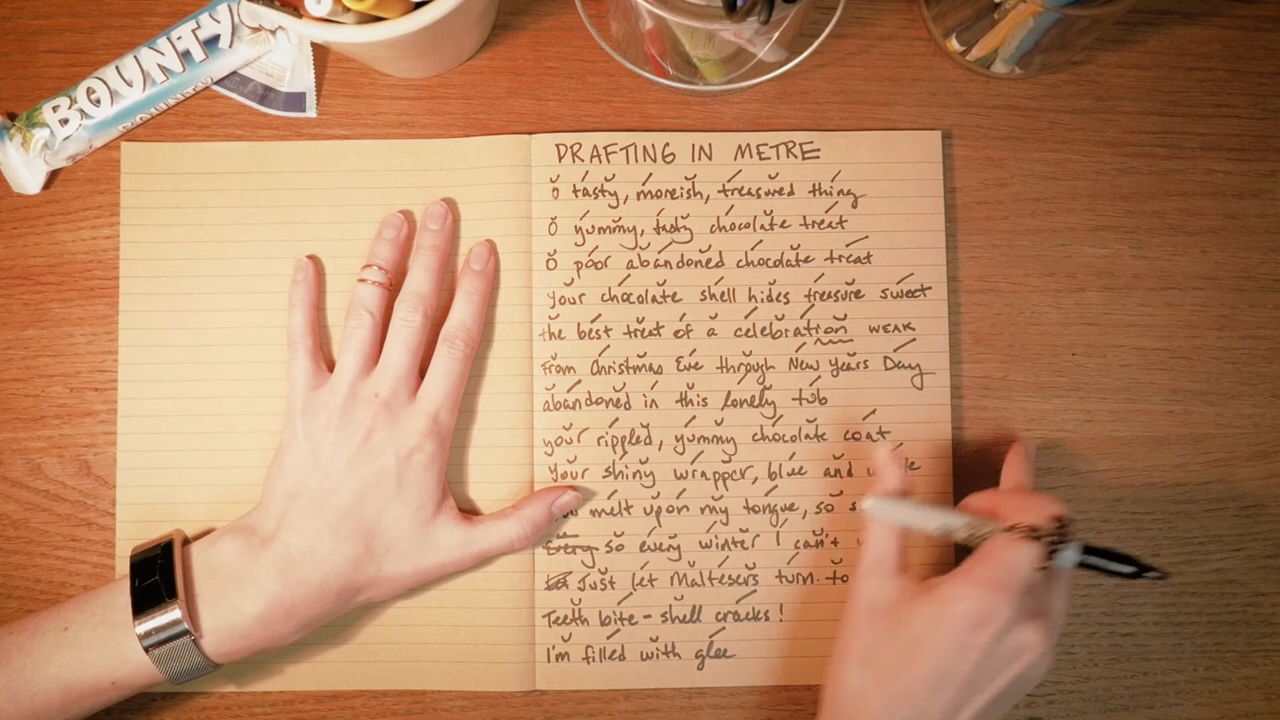 BOUNTY
BOUNTY
DRAFTING IN METRE
O tasty, moreish, treasured thing
O yummy, tasty chocolate treat
O poor abandoned chocolate treat
your chocolate shell hides treasure sweet
the best treat of a celebration WEAK
From Christmas Eve through New Years Day
abandoned in this lonely tub
your rippled, yummy chocolate coat
Your shiny wrapper, blue and
melt upon my tongue, so
Every so every winter I can't
Just let Maltesers turn to
Teeth bite - shell cracks!
I'm filled with glee